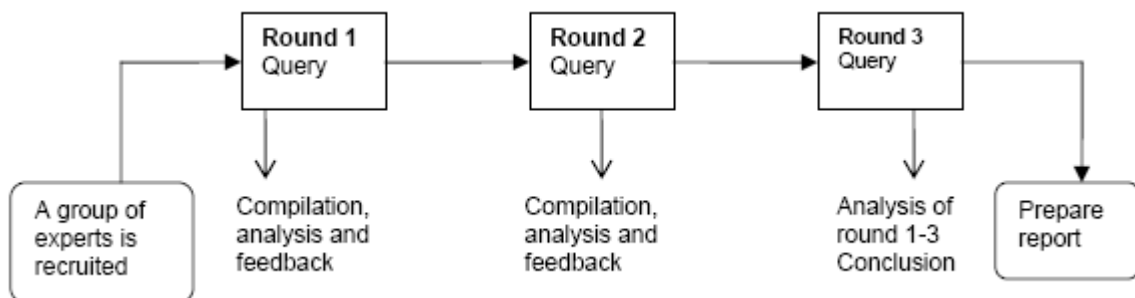 Round 1
Query
Round 2
Query
Round 3
Query
A group of
experts is
recruited
Compilation,
analysis and
feedback
Compilation,
analysis and
feedback
Analysis of
round 1-3
Conclusion
Prepare
report